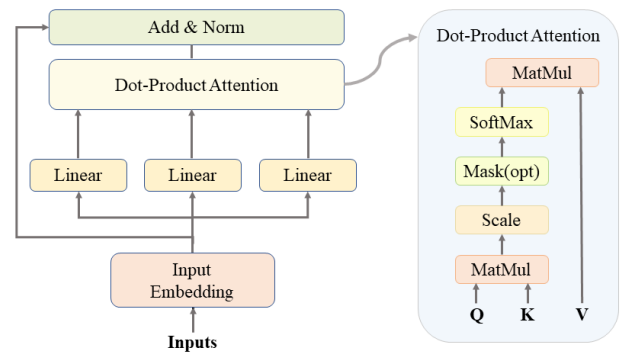 Add & Norm
Dot-Product Attention
Linear
Linear
Linear
Input
Embedding
Inputs
Dot-Product Attention
MatMul
SoftMax
Mask(opt)
Scale
MatMul
Q
K
V